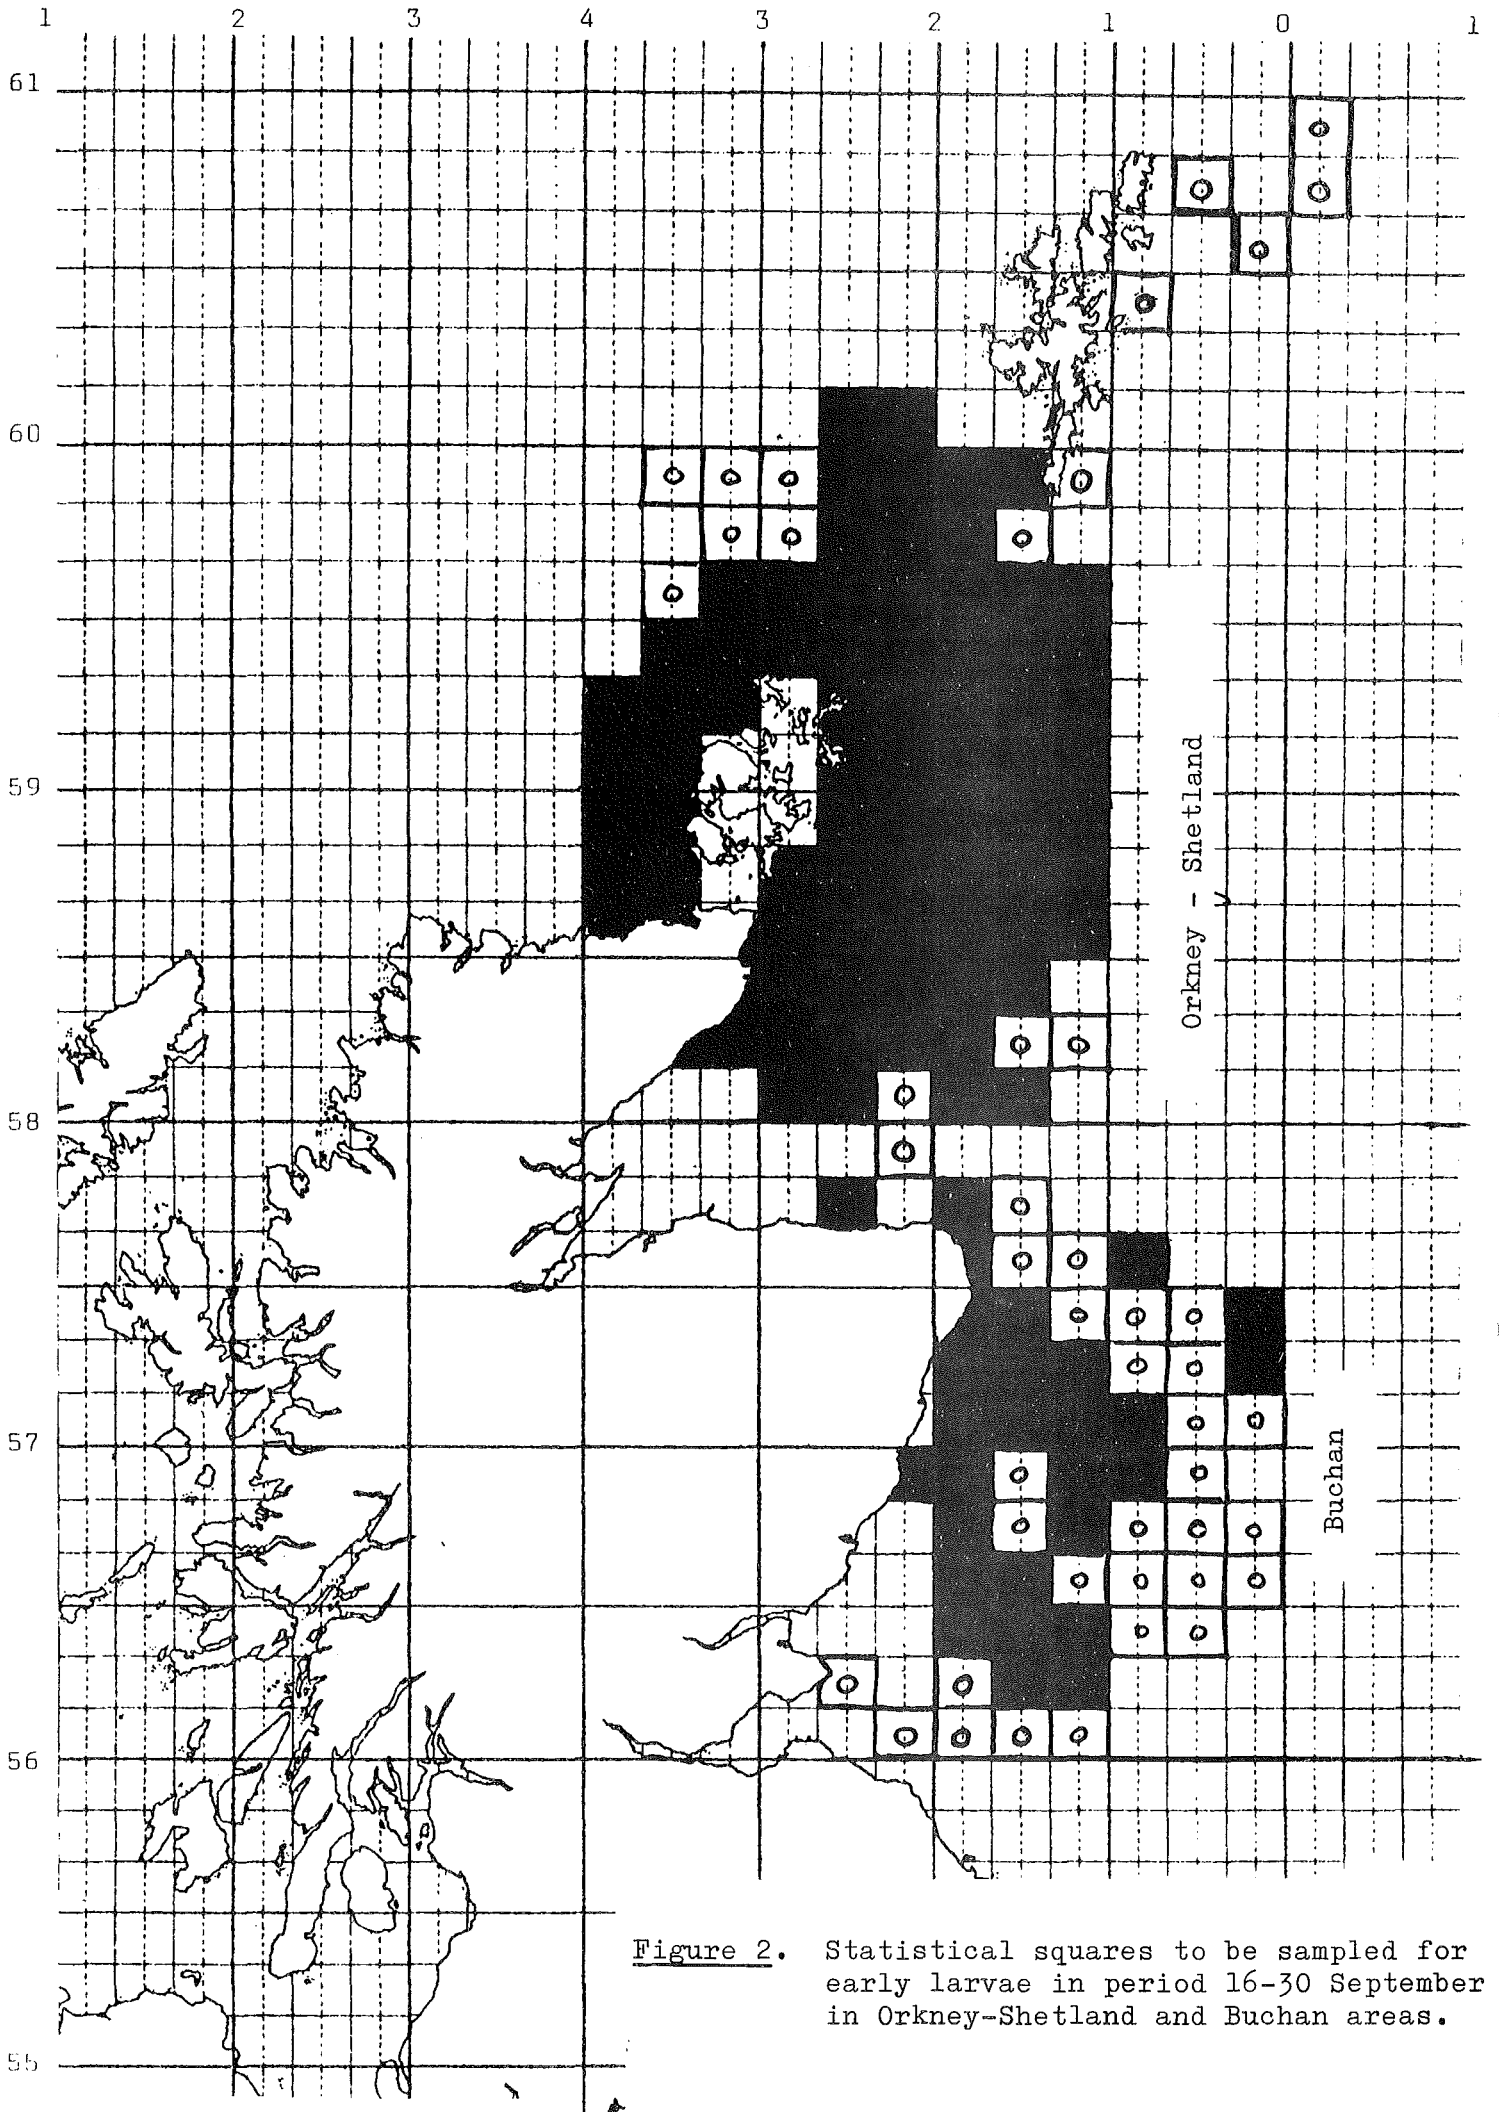 1 2 3 4 3 2 1 0 1
61
60
59
58
57
56
55
Orkney - Shetland
Buchan
Figure 2. Statistical squares to be sampled for
early larvae in period 16-30 September
in Orkney-Shetland and Buchan areas.